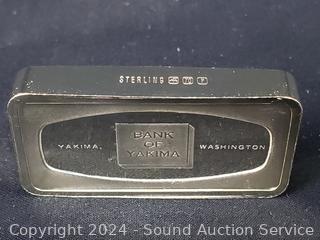 STERLING
BANK
OF
YAKIMA
YAKIMA, WASHINGTON
Copyright © 2024 - Sound Auction Service